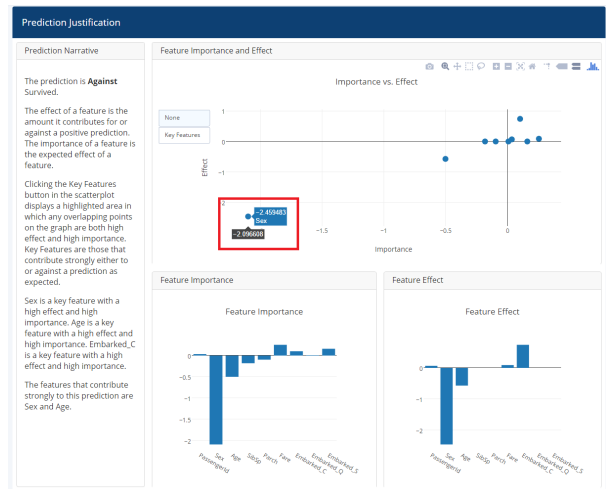 Prediction Justification
Prediction Narrative
The prediction is Against
Survived.
The effect of a feature is the
amount it contributes for or
against a positive prediction.
The importance of a feature is
the expected effect of a
feature.
Clicking the Key Features
button in the scatterplot
displays a highlighted area in
which any overlapping points
on the graph are both high
effect and high importance.
Key Features are those that
contribute strongly either to
or against a prediction as
expected.
Sex is a key feature with a
high effect and high
importance. Age is a key
feature with a high effect and
high importance. Embarked_C
is a key feature with a high
effect and high importance.
The features that contribute
strongly to this prediction are
Sex and Age.
Feature Importance and Effect
Importance vs. Effect
None
Key Features
1
0
−1
2
Effect
−2.459483
Sex
−2.096608
−1.5
−1
−0.5
0
Importance
Feature Importance
Feature Importance
0
−0.5
−1
−1.5
−2
PassengerId
Sex
Age
SibSp
Parch
Fare
Embarked_C
Embarked_Q
Embarked_S
Feature Effect
Feature Effect
0
−1
−2
PassengerId
Sex
Age
SibSp
Parch
Fare
Embarked_C
Embarked_Q
Embarked_S